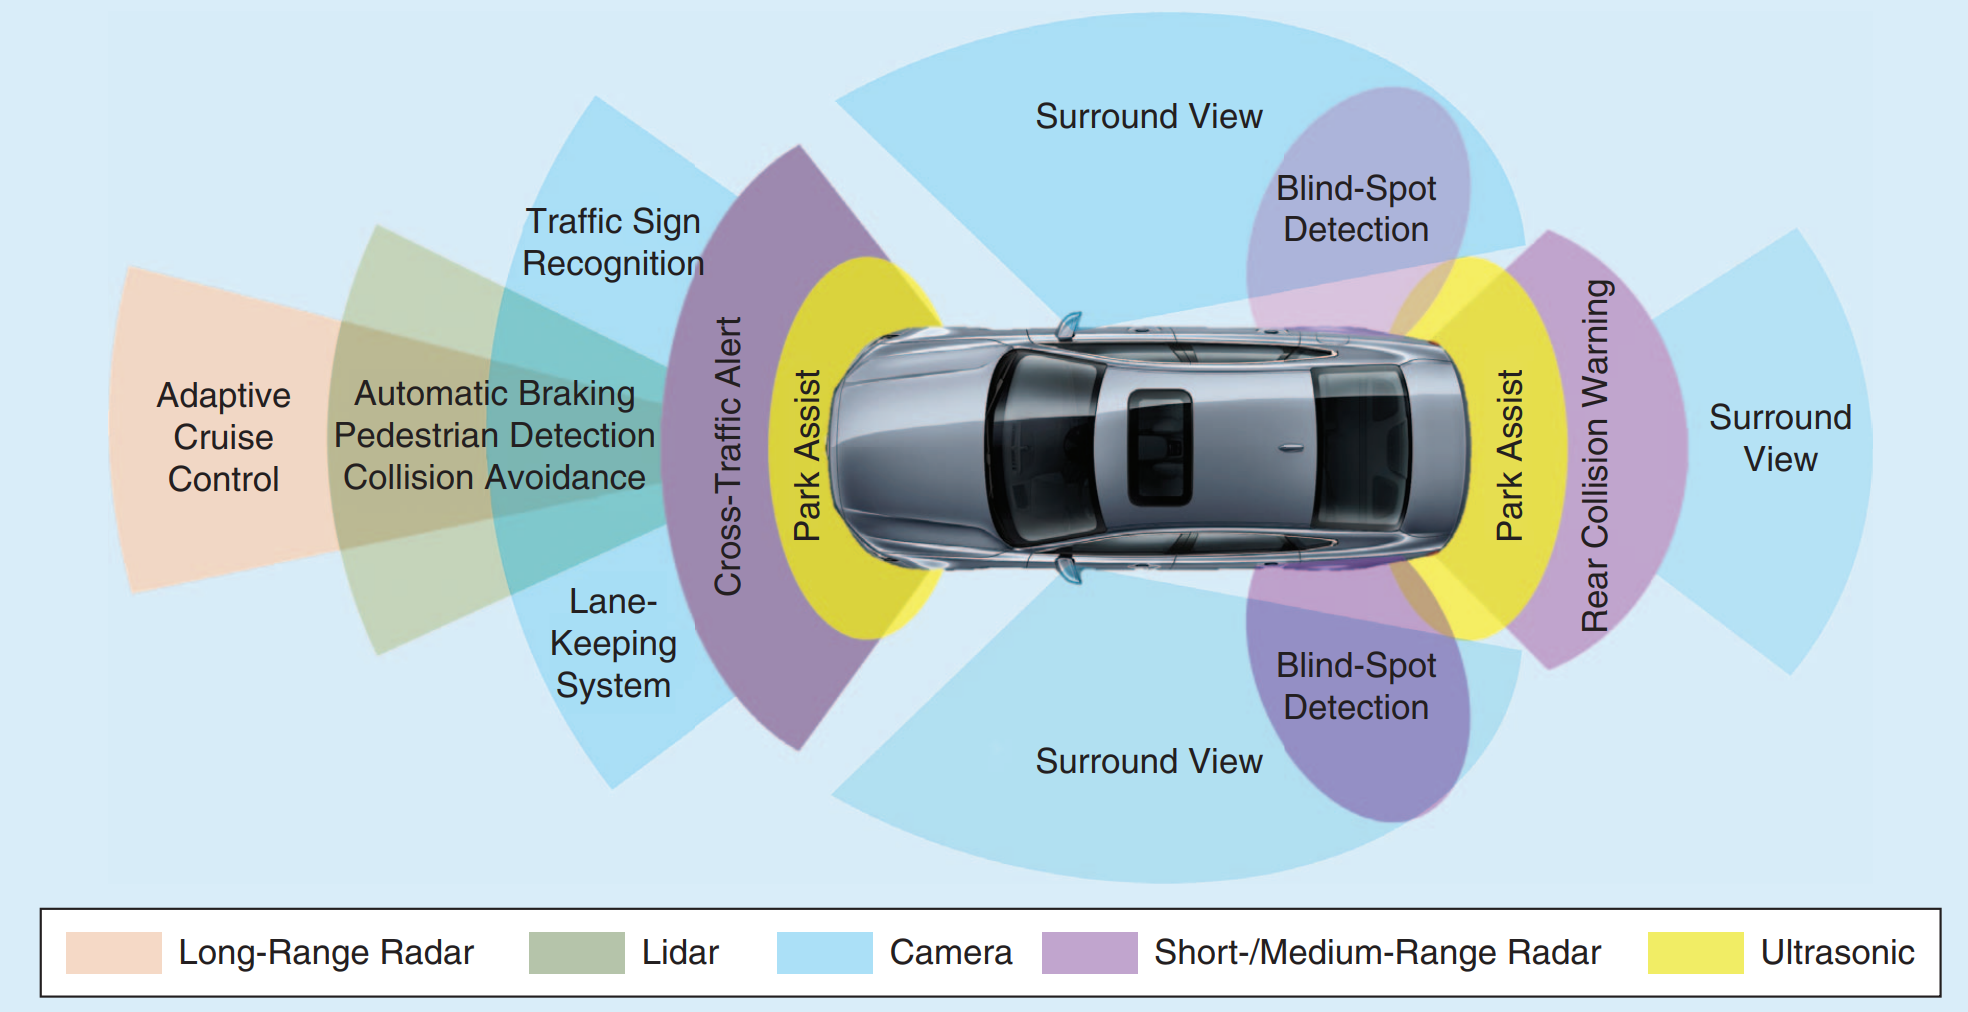 Surround View
Blind-Spot
Detection
Traffic Sign
Recognition
Adaptive
Cruise
Control
Automatic Braking
Pedestrian Detection
Collision Avoidance
Cross-Traffic Alert
Park Assist
Park Assist
Rear Collision Warning
Surround
View
Lane-
Keeping
System
Blind-Spot
Detection
Surround View
Long-Range Radar
Lidar
Camera
Short-/Medium-Range Radar
Ultrasonic